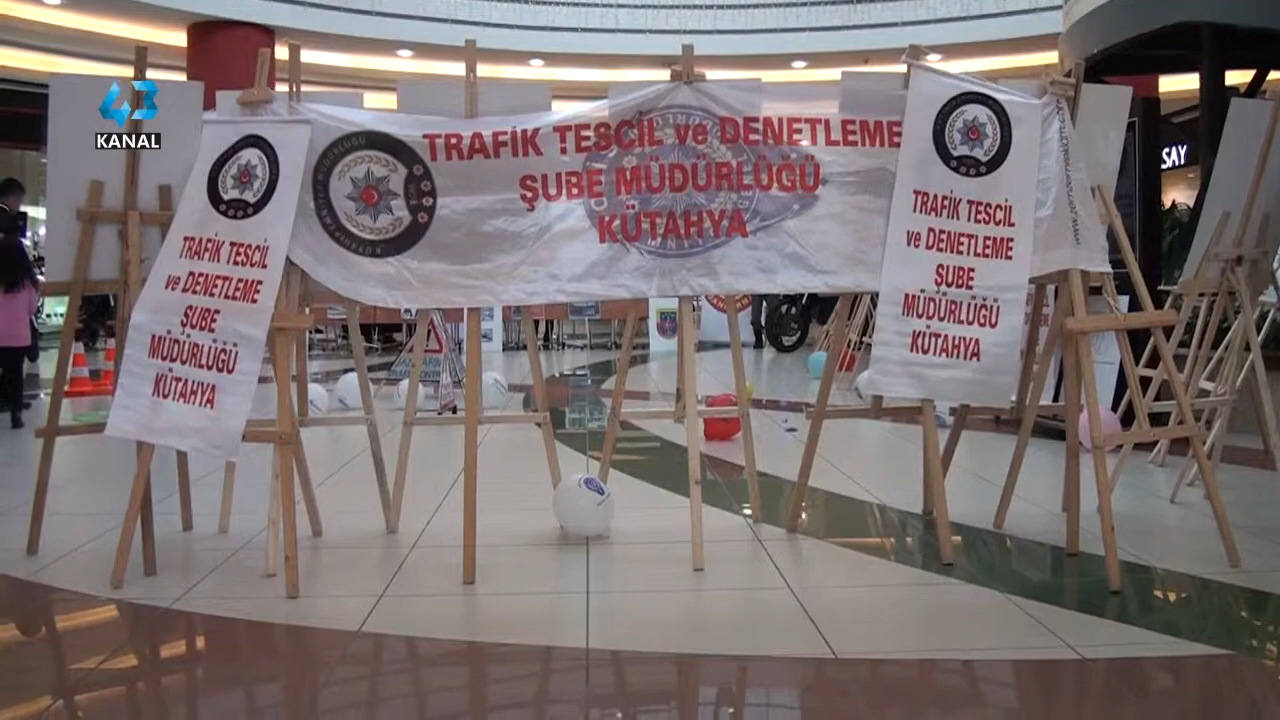 43
KANAL
TRAFİK TESCİL ve DENETLEME
ŞUBE MÜDÜRLÜĞÜ
KÜTAHYA
TRAFİK TESCİL
ve DENETLEME
ŞUBE
MÜDÜRLÜĞÜ
KÜTAHYA
TRAFİK TESCİL
ve DENETLEME
ŞUBE
MÜDÜRLÜĞÜ
KÜTAHYA
SAY